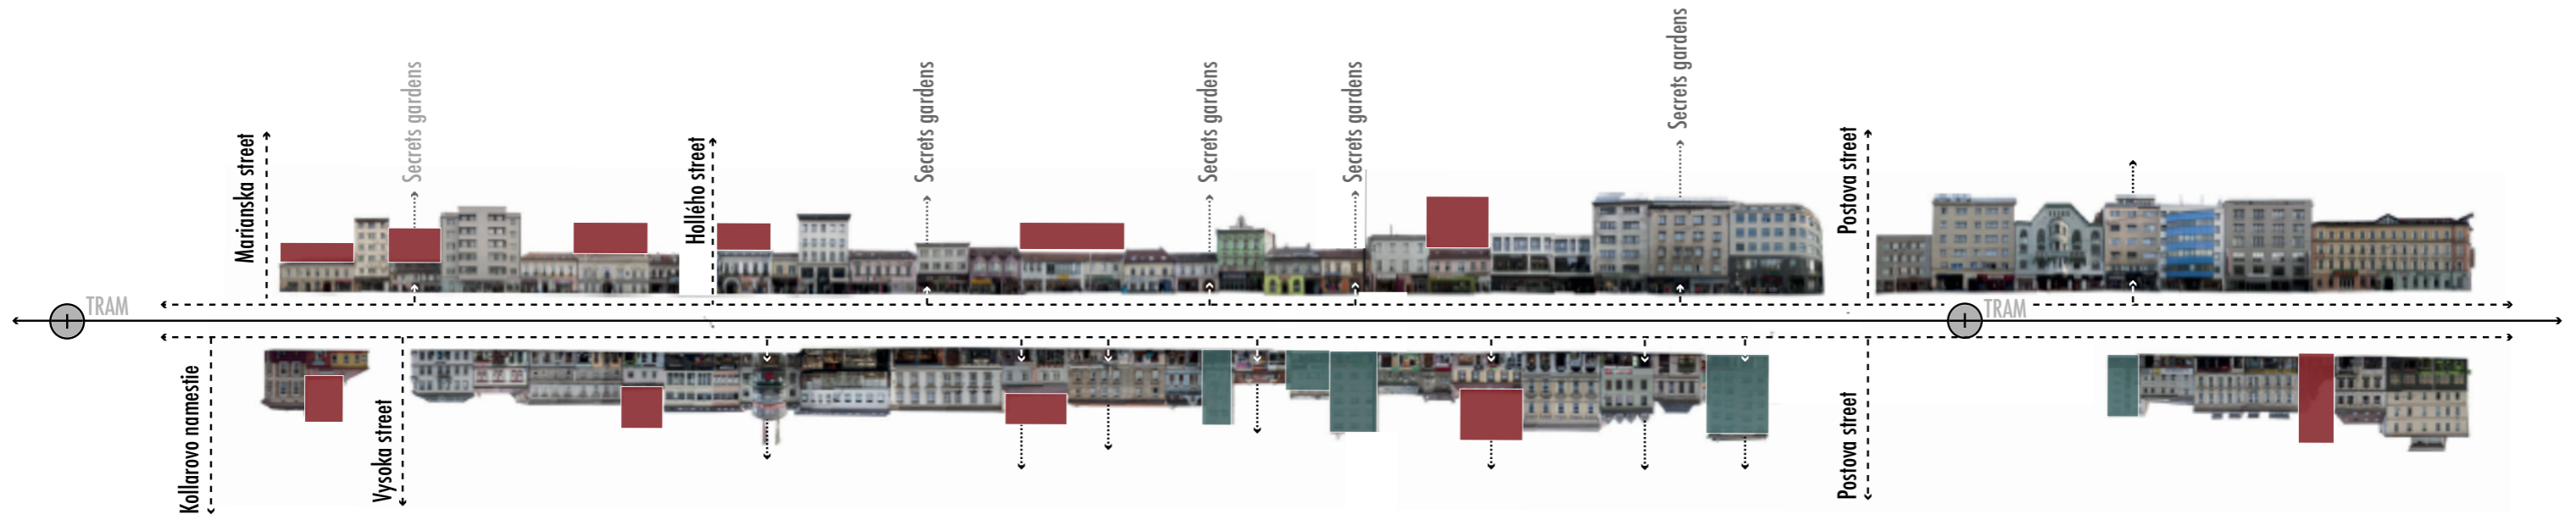 Marianska street
Secrets gardens
Hollého street
Secrets gardens
Secrets gardens
Secrets gardens
Secrets gardens
Postova street
TRAM
TRAM
Kollarovo namestie
Vysoka street
Postova street